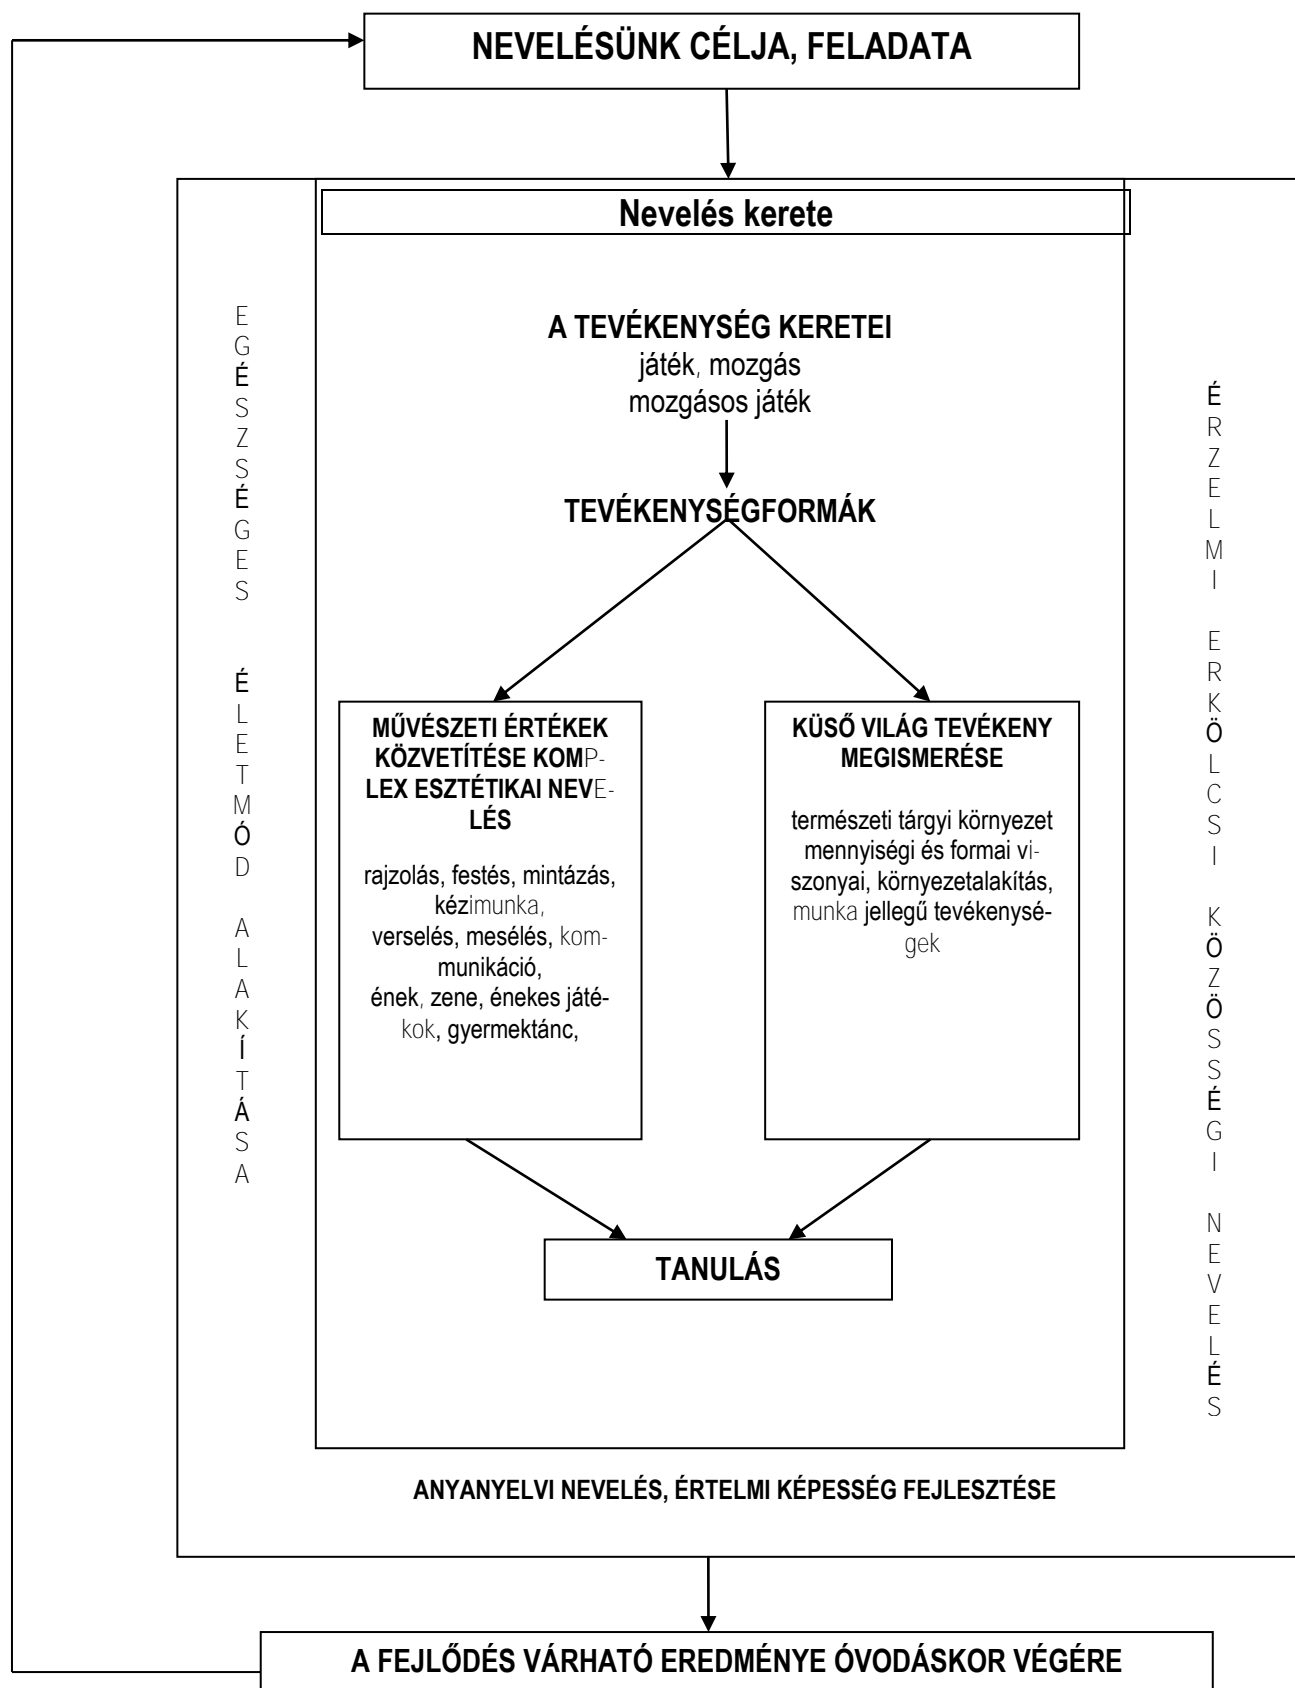 NEVELÉSÜNK CÉLJA, FELADATA
Nevelés kerete
EGÉSZSÉGES ÉLETMÓD ALAKÍTÁSA
A TEVÉKENYSÉG KERETEI
játék, mozgás
mozgásos játék
TEVÉKENYSÉGFORMÁK
MŰVÉSZETI ÉRTÉKEK
KÖZVETÍTÉSE KOMP-
LEX ESZTÉTIKAI NEVE-
LÉS
rajzolás, festés, mintázás,
kézimunka,
verselés, mesélés, kom-
munikáció,
ének, zene, énekes játé-
kok, gyermektánc,
KÜSŐ VILÁG TEVÉKENY
MEGISMERÉSE
természeti tárgyi környezet
mennyiségi és formai vi-
szonyai, környezetalakítás,
munka jellegű tevékenysé-
gek
TANULÁS
ÉRZELMI ERKÖLCSI KÖZÖSSÉGI NEVELÉS
ANYANYELVI NEVELÉS, ÉRTELMI KÉPESSÉG FEJLESZTÉSE
A FEJLŐDÉS VÁRHATÓ EREDMÉNYE ÓVODÁSKOR VÉGÉRE